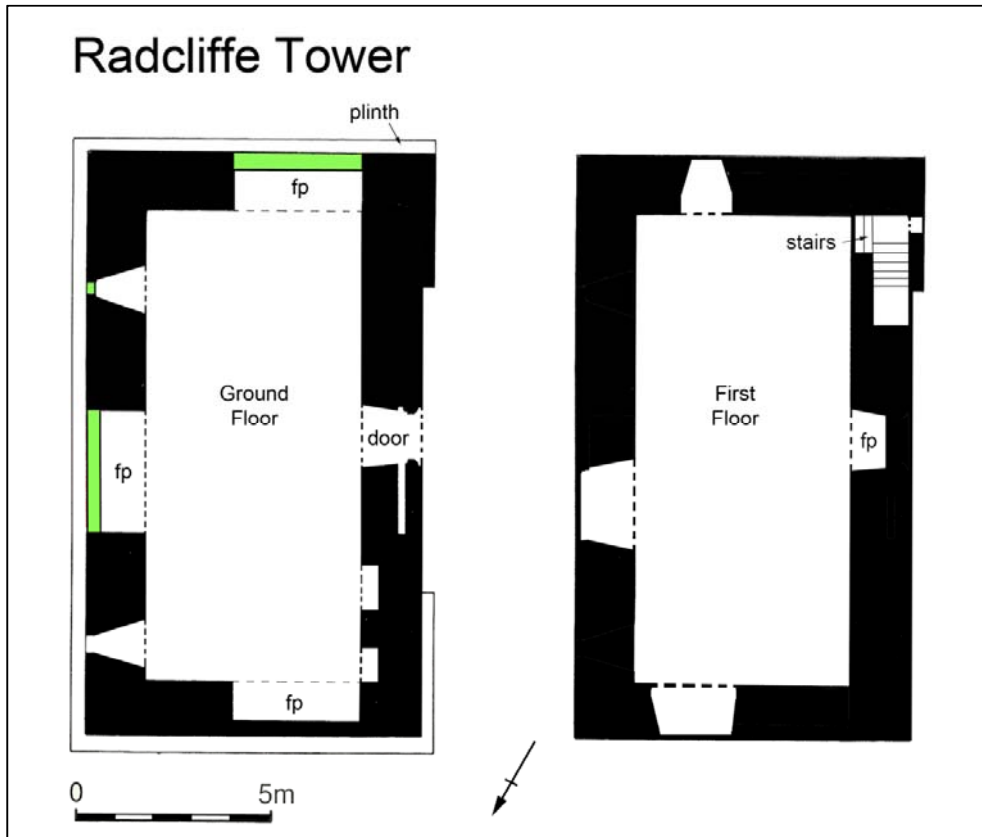 Radcliffe Tower
plinth
fp
stairs
Ground
Floor
First
Floor
door
fp
fp
fp
0
5m